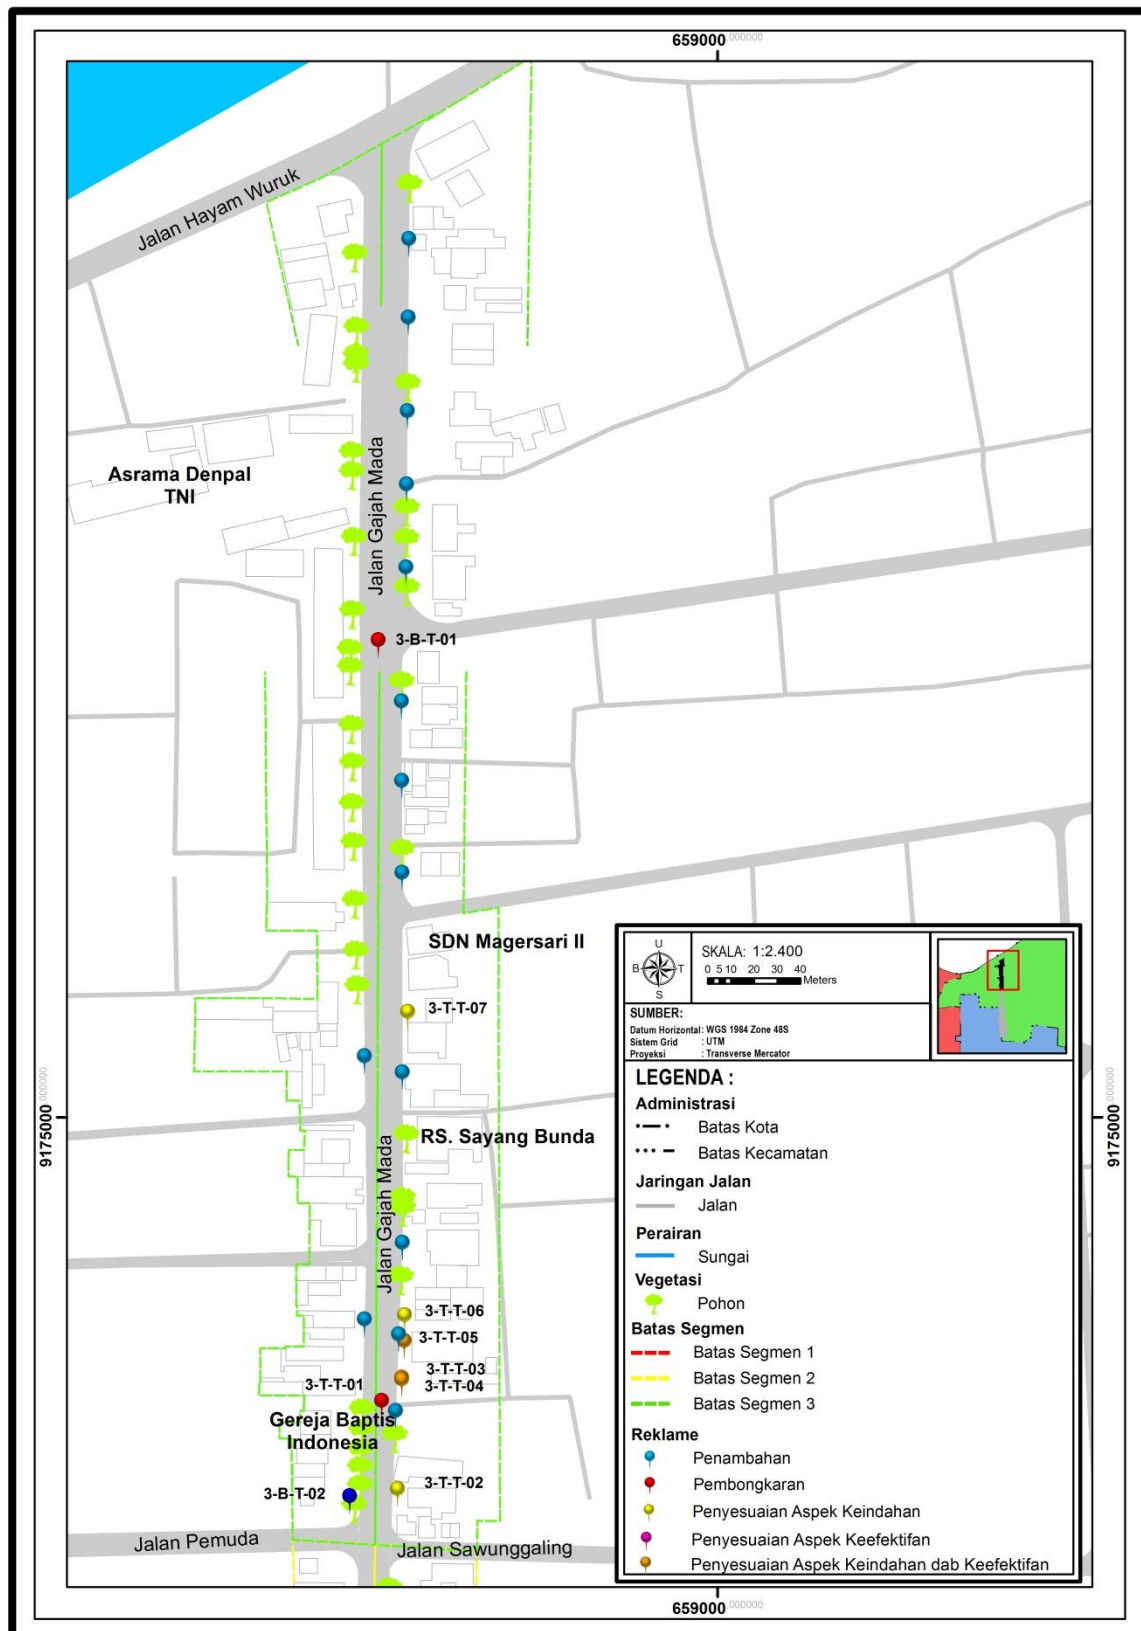 659000 000000
Jalan Hayam Wuruk
Asrama Denpal
TNI
Jalan Gajah Mada
3-B-T-01
SDN Magersari II
3-T-T-07
9175000 000000
9175000 000000
RS. Sayang Bunda
Jalan Gajah Mada
3-T-T-06
3-T-T-05
3-T-T-03
3-T-T-01
3-T-T-04
Gereja Baptis
Indonesia
3-T-T-02
3-B-T-02
Jalan Pemuda
Jalan Sawunggaling
U
B T
S
SKALA: 1:2.400
0 5 10 20 30 40
Meters
SUMBER:
Datum Horizontal : WGS 1984 Zone 48S
Sistem Grid : UTM
Proyeksi : Transverse Mercator
LEGENDA :
Administrasi
Batas Kota
Batas Kecamatan
Jaringan Jalan
Jalan
Perairan
Sungai
Vegetasi
Pohon
Batas Segmen
Batas Segmen 1
Batas Segmen 2
Batas Segmen 3
Reklame
Penambahan
Pembongkaran
Penyesuaian Aspek Keindahan
Penyesuaian Aspek Keefektifan
Penyesuaian Aspek Keindahan dab Keefektifan
659000 000000